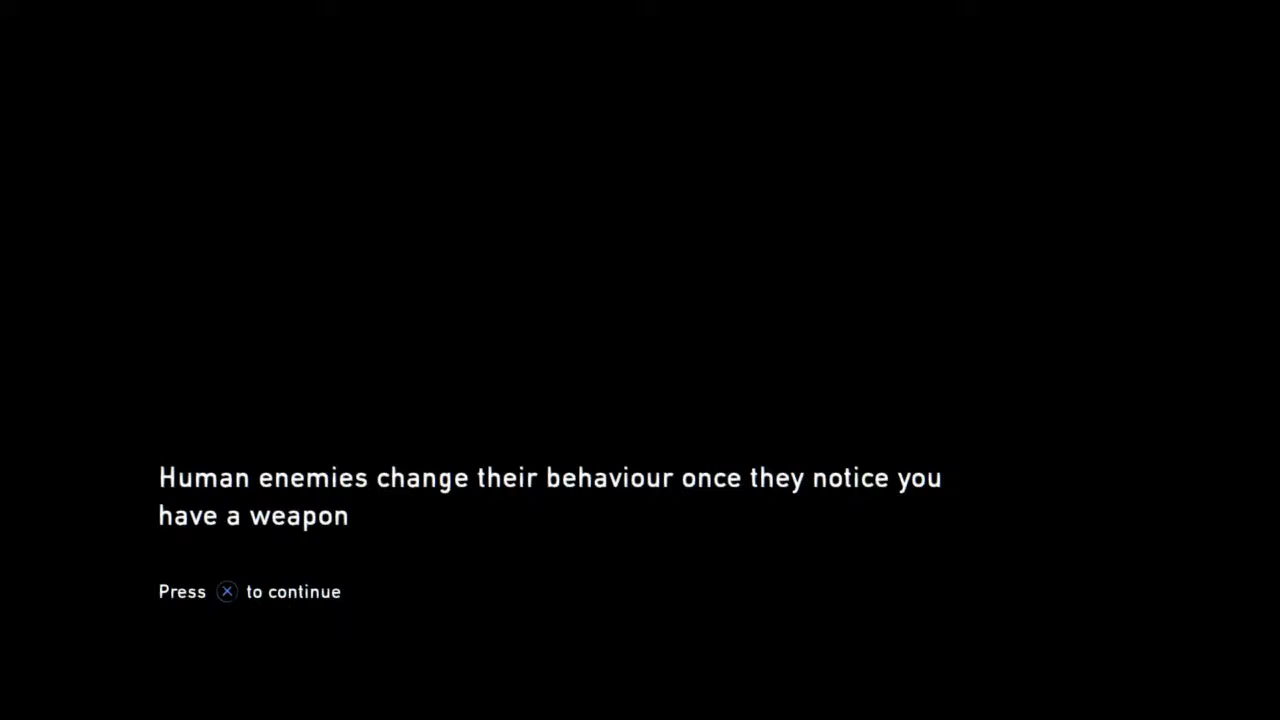 Human enemies change their behaviour once they notice you
have a weapon
Press ⓧ to continue